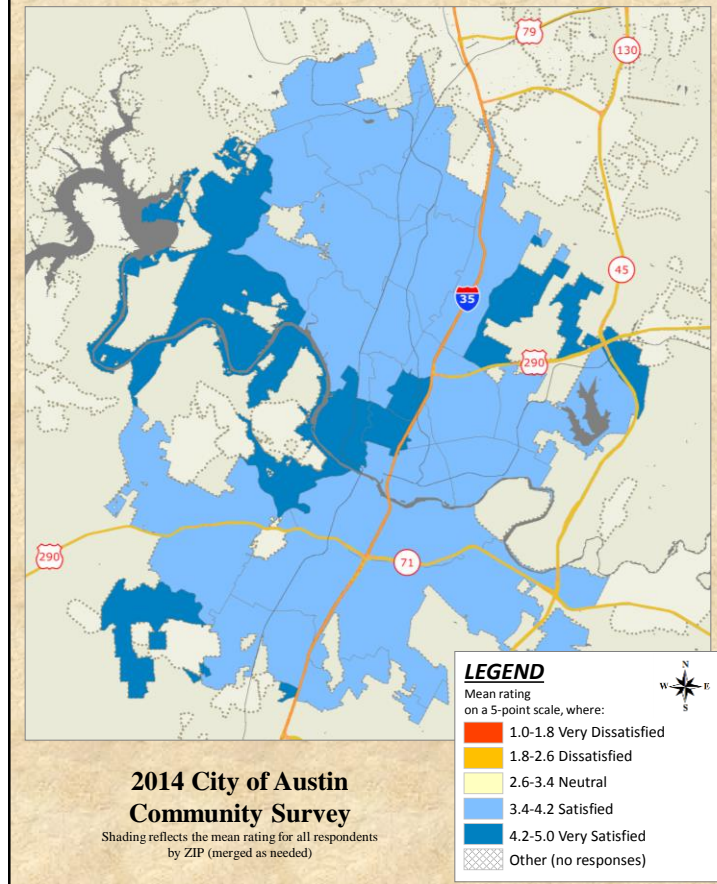 79
130
45
35
290
290
71
LEGEND
Mean rating
on a 5-point scale, where:
1.0-1.8 Very Dissatisfied
1.8-2.6 Dissatisfied
2.6-3.4 Neutral
3.4-4.2 Satisfied
4.2-5.0 Very Satisfied
Other (no responses)
N
W E
S
2014 City of Austin
Community Survey
Shading reflects the mean rating for all respondents
by ZIP (merged as needed)